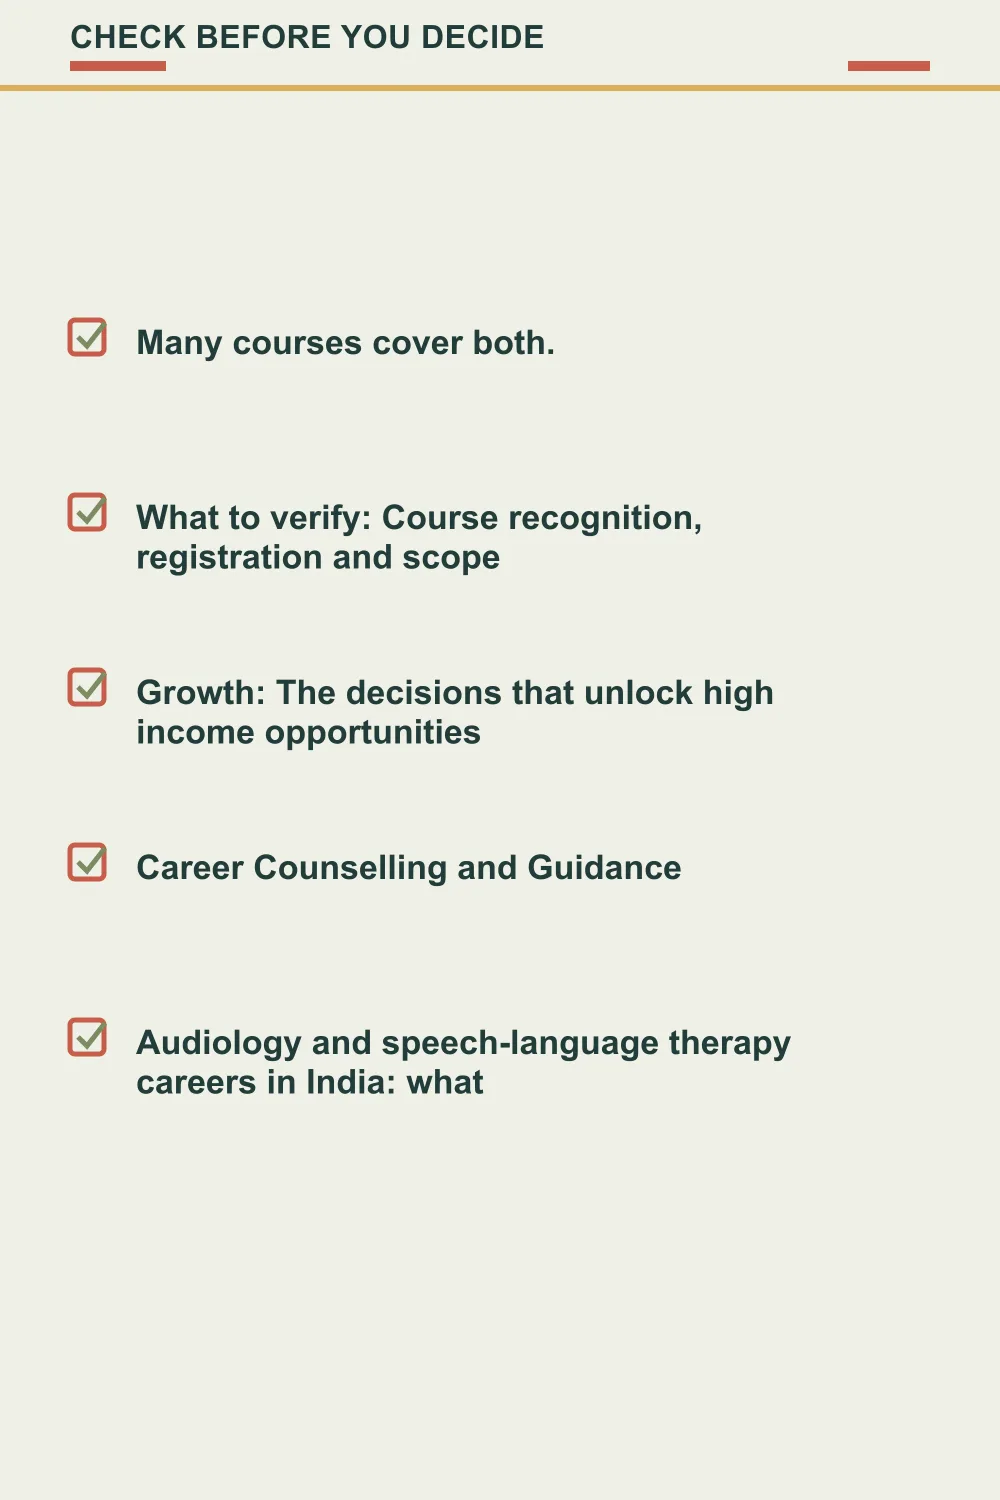 CHECK BEFORE YOU DECIDE
Many courses cover both.
What to verify: Course recognition,
registration and scope
Growth: The decisions that unlock high
income opportunities
Career Counselling and Guidance
Audiology and speech-language therapy
careers in India: what